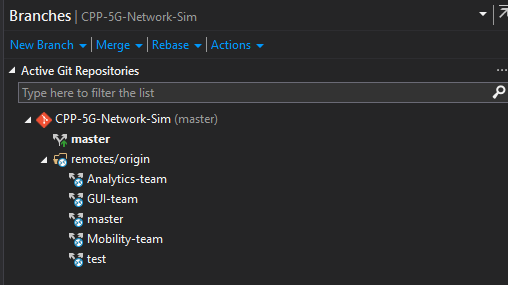 Branches | CPP-5G-Network-Sim
New Branch Merge Rebase Actions
Active Git Repositories
Type here to filter the list
CPP-5G-Network-Sim (master)
master
remotes/origin
Analytics-team
GUI-team
master
Mobility-team
test